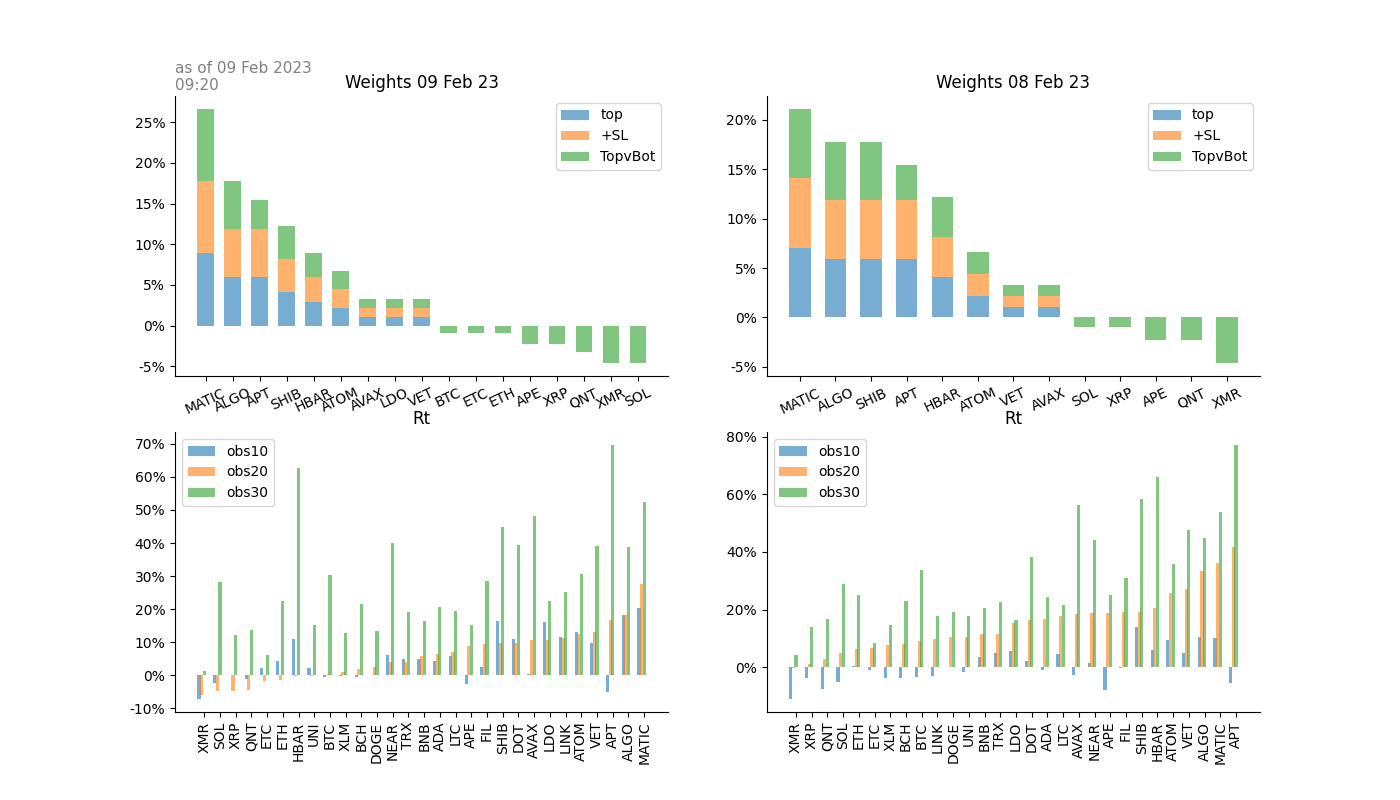 as of 09 Feb 2023
09:20
Weights 09 Feb 23
25%
20%
15%
10%
5%
0%
-5%
top
+SL
TopvBot
MATIC ALGO APT SHIB HBAR ATOM AVAX LDO VET BTC ETC ETH APE XRP QNT XMR SOL
Weights 08 Feb 23
20%
15%
10%
5%
0%
-5%
top
+SL
TopvBot
MATIC ALGO SHIB APT HBAR ATOM VET AVAX SOL XRP APE QNT XMR
Rt
70%
60%
50%
40%
30%
20%
10%
0%
-10%
obs10
obs20
obs30
XMR SOL XRP QNT ETC ETH HBAR UNI BTC XLM BCH DOGE NEAR TRX BNB ADA LTC APE FIL SHIB DOT AVAX LDO LINK ATOM VET APT ALGO MATIC
Rt
80%
60%
40%
20%
0%
obs10
obs20
obs30
XMR XRP QNT SOL ETH ETC XLM BCH BTC LINK DOGE UNI BNB TRX LDO DOT ADA LTC AVAX NEAR APE FIL SHIB HBAR ATOM VET ALGO MATIC APT